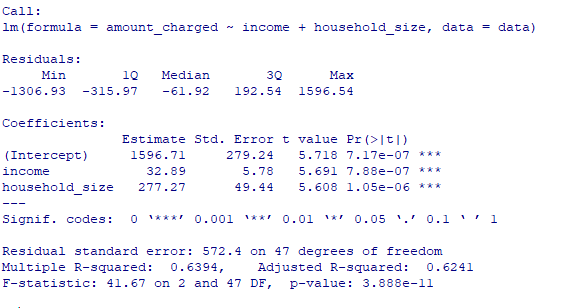 Call:
lm(formula = amount_charged ~ income + household_size, data = data)
Residuals:
Min 1Q Median 3Q Max
-1306.93 -315.97 -61.92 192.54 1596.54
Coefficients:
Estimate Std. Error t value Pr(>|t|)
(Intercept) 1596.71 279.24 5.718 7.17e-07 ***
income 32.89 5.78 5.691 7.88e-07 ***
household_size 277.27 49.44 5.608 1.05e-06 ***
---
Signif. codes: 0 ‘***’ 0.001 ‘**’ 0.01 ‘*’ 0.05 ‘.’ 0.1 ‘ ’ 1
Residual standard error: 572.4 on 47 degrees of freedom
Multiple R-squared: 0.6394, Adjusted R-squared: 0.6241
F-statistic: 41.67 on 2 and 47 DF, p-value: 3.888e-11